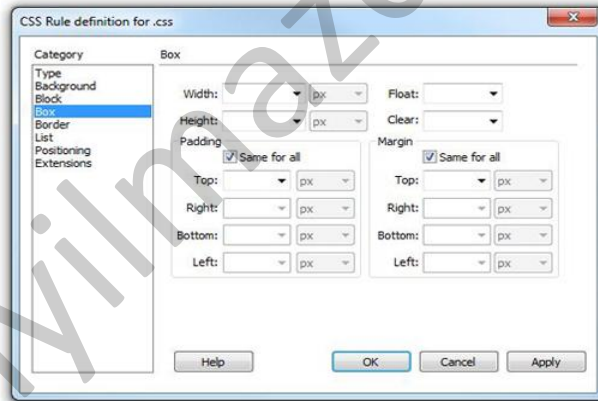 CSS Rule definition for .css
Category
Type
Background
Block
Box
Border
List
Positioning
Extensions
Box
Width: px Float:
Height: px Clear:
Padding Margin
Same for all Same for all
Top: px Top: px
Right: px Right: px
Bottom: px Bottom: px
Left: px Left: px
Help OK Cancel Apply